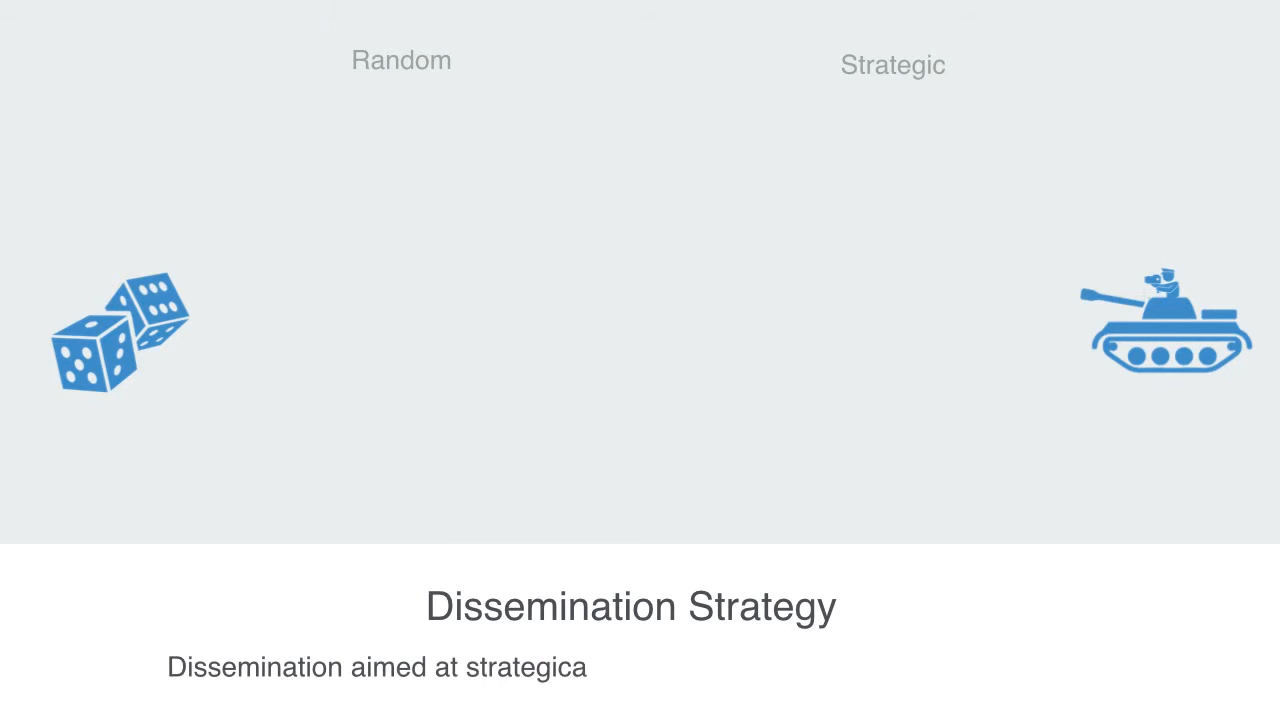 Random
Strategic
Dissemination Strategy
Dissemination aimed at strategica